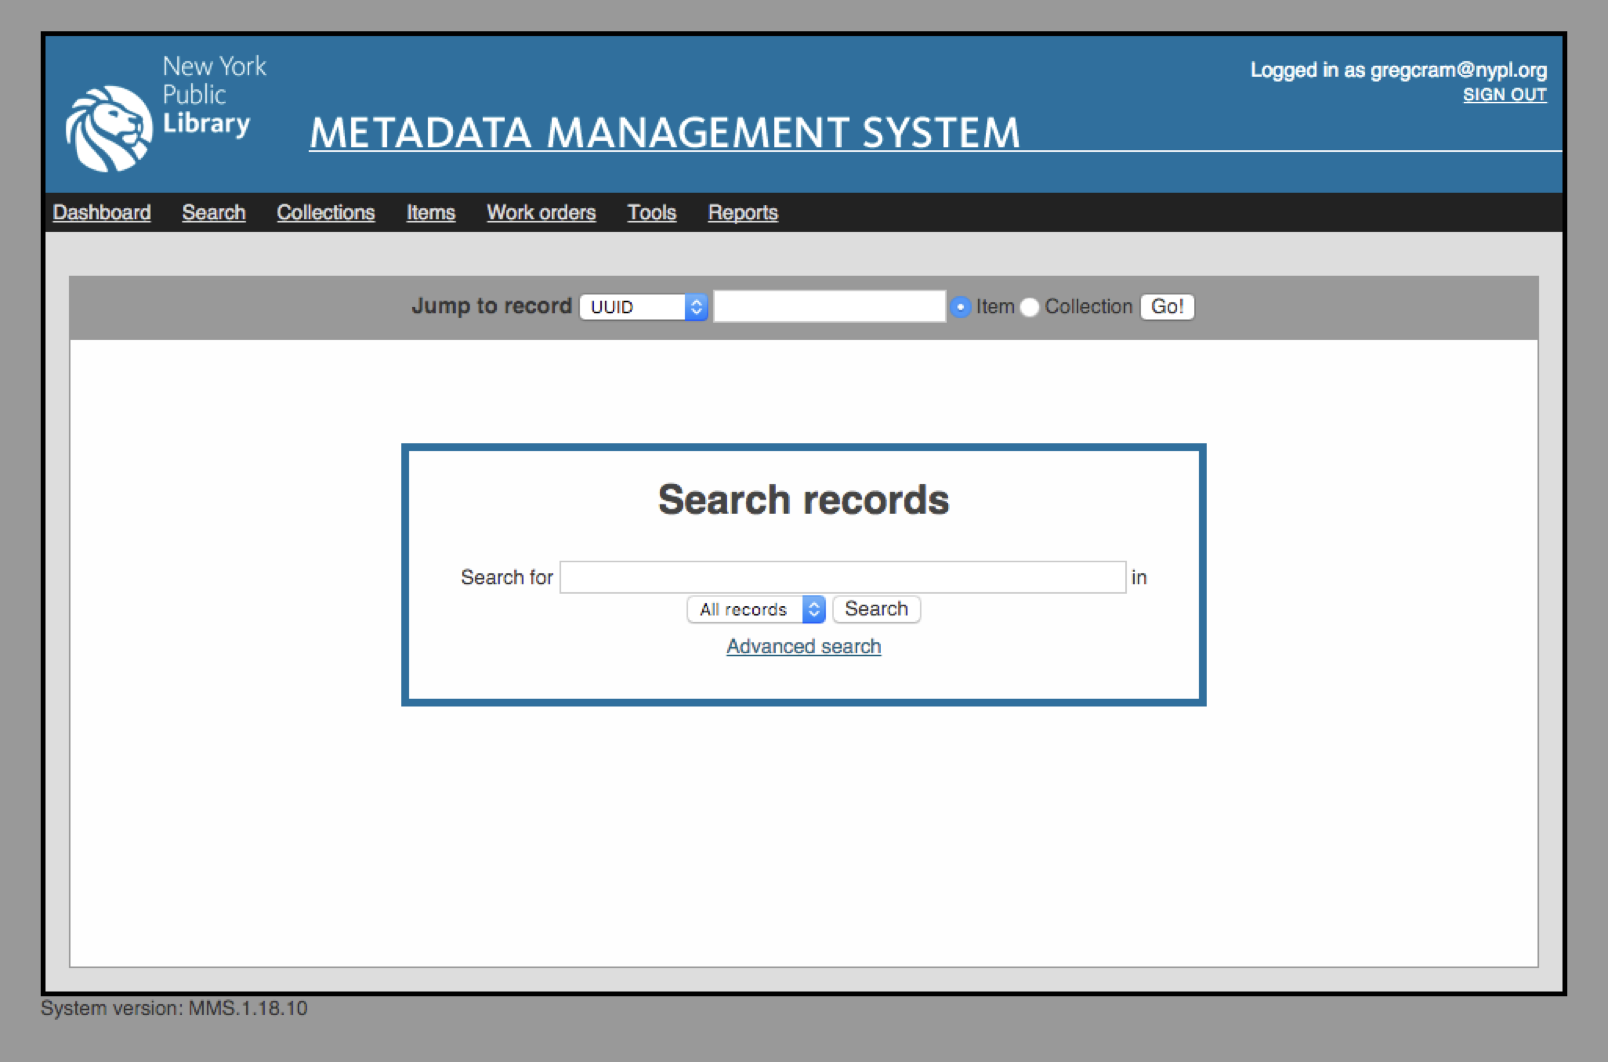 New York
Public
Library
METADATA MANAGEMENT SYSTEM
Logged in as gregcram@nypl.org
SIGN OUT
Dashboard Search Collections Items Work orders Tools Reports
Jump to record UUID Item Collection Go!
Search records
Search for in
All records Search
Advanced search
System version: MMS.1.18.10